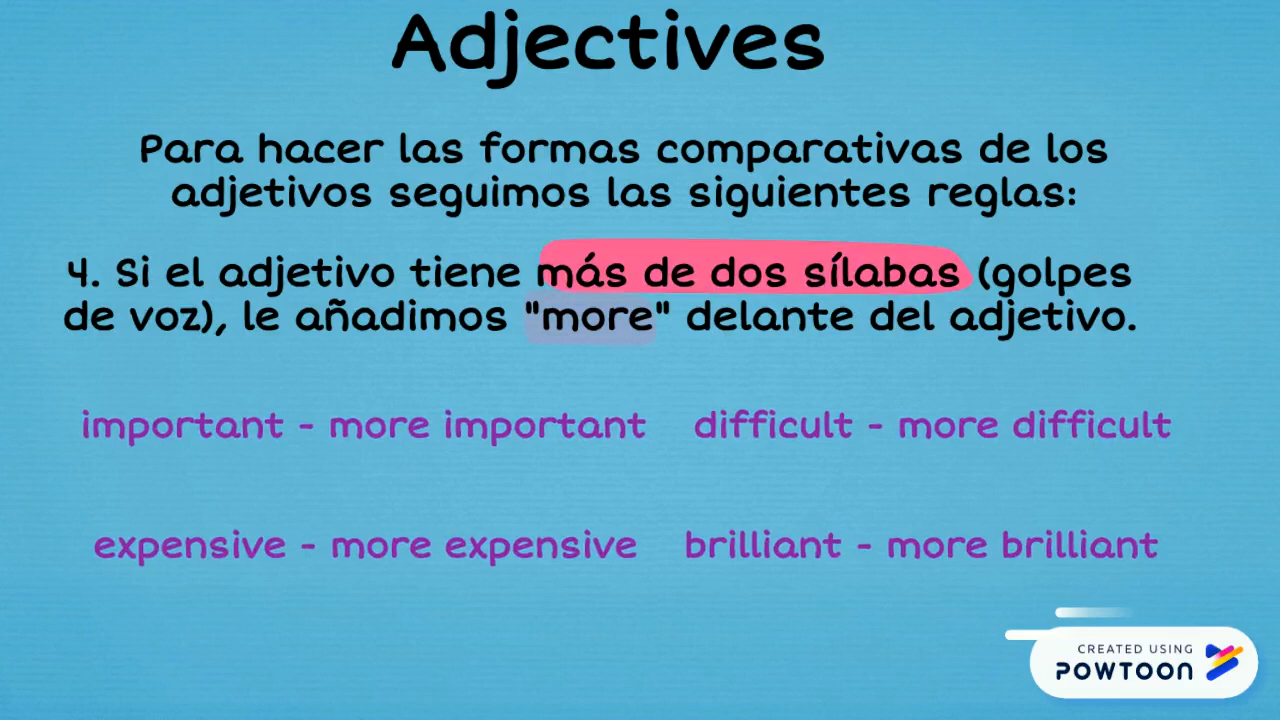 Adjectives
Para hacer las formas comparativas de los
adjetivos seguimos las siguientes reglas:
4. Si el adjetivo tiene más de dos sílabas (golpes
de voz), le añadimos "more" delante del adjetivo.
important - more important difficult - more difficult
expensive - more expensive brilliant - more brilliant
CREATED USING
POWTOON